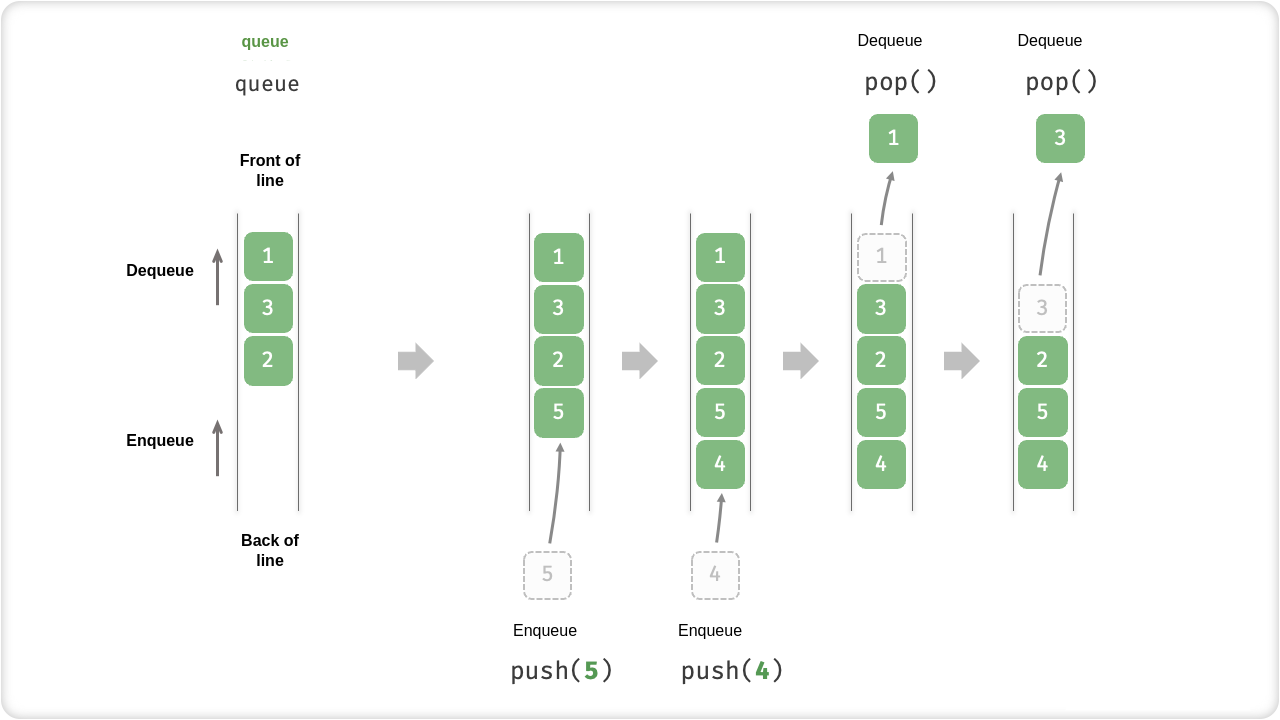 queue
queue
Front of
line
Dequeue
Enqueue
1
3
2
Back of
line
1
3
2
5
5
Enqueue
push(5)
1
3
2
5
4
4
Enqueue
push(4)
Dequeue
pop()
1
1
3
2
5
4
Dequeue
pop()
3
3
2
5
4